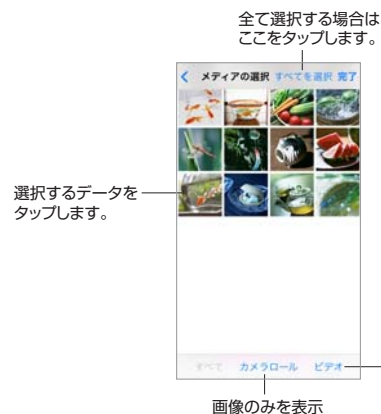 全て選択する場合は
ここをタップします。
メディアの選択 すべてを選択 完了
選択するデータを
タップします。
すべて カメラロール ビデオ
画像のみを表示